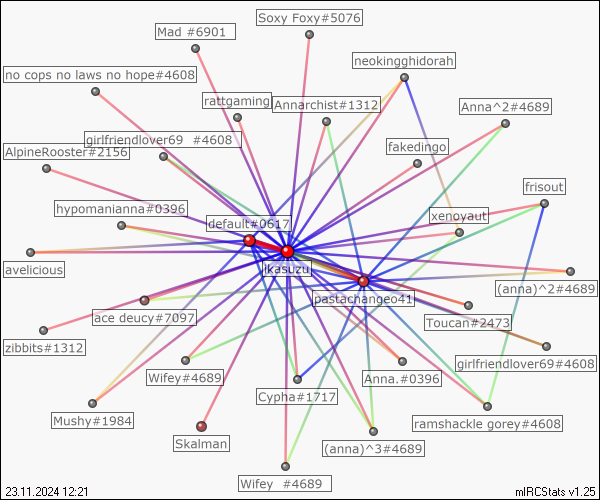 Soxy Foxy#5076
Mad #6901
neokingghidorah
no cops no laws no hope#4608
rattgaming
Annarchist#1312
Anna^2#4689
girlfriendlover69 #4608
AlpineRooster#2156
fakedingo
frisout
hypomanianna#0396
default#0617
xenoyaut
avelicious
ikasuzu
(anna)^2#4689
pastachangeo41
ace deucy#7097
Toucan#2473
zibbits#1312
girlfriendlover69#4608
Wifey#4689
Anna.#0396
Cypha#1717
Mushy#1984
ramshackle gorey#4608
Skalman
(anna)^3#4689
Wifey #4689
23.11.2024 12:21
mIRCStats v1.25